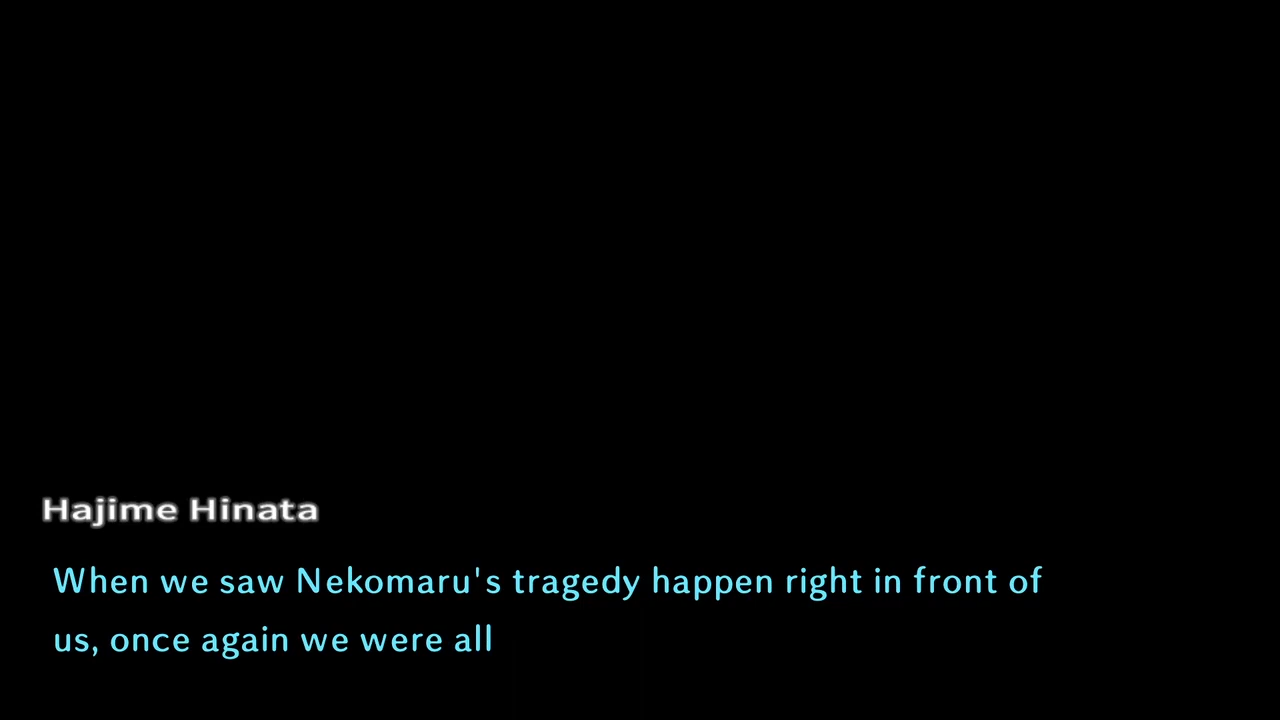 Hajime Hinata
When we saw Nekomaru's tragedy happen right in front of
us, once again we were all